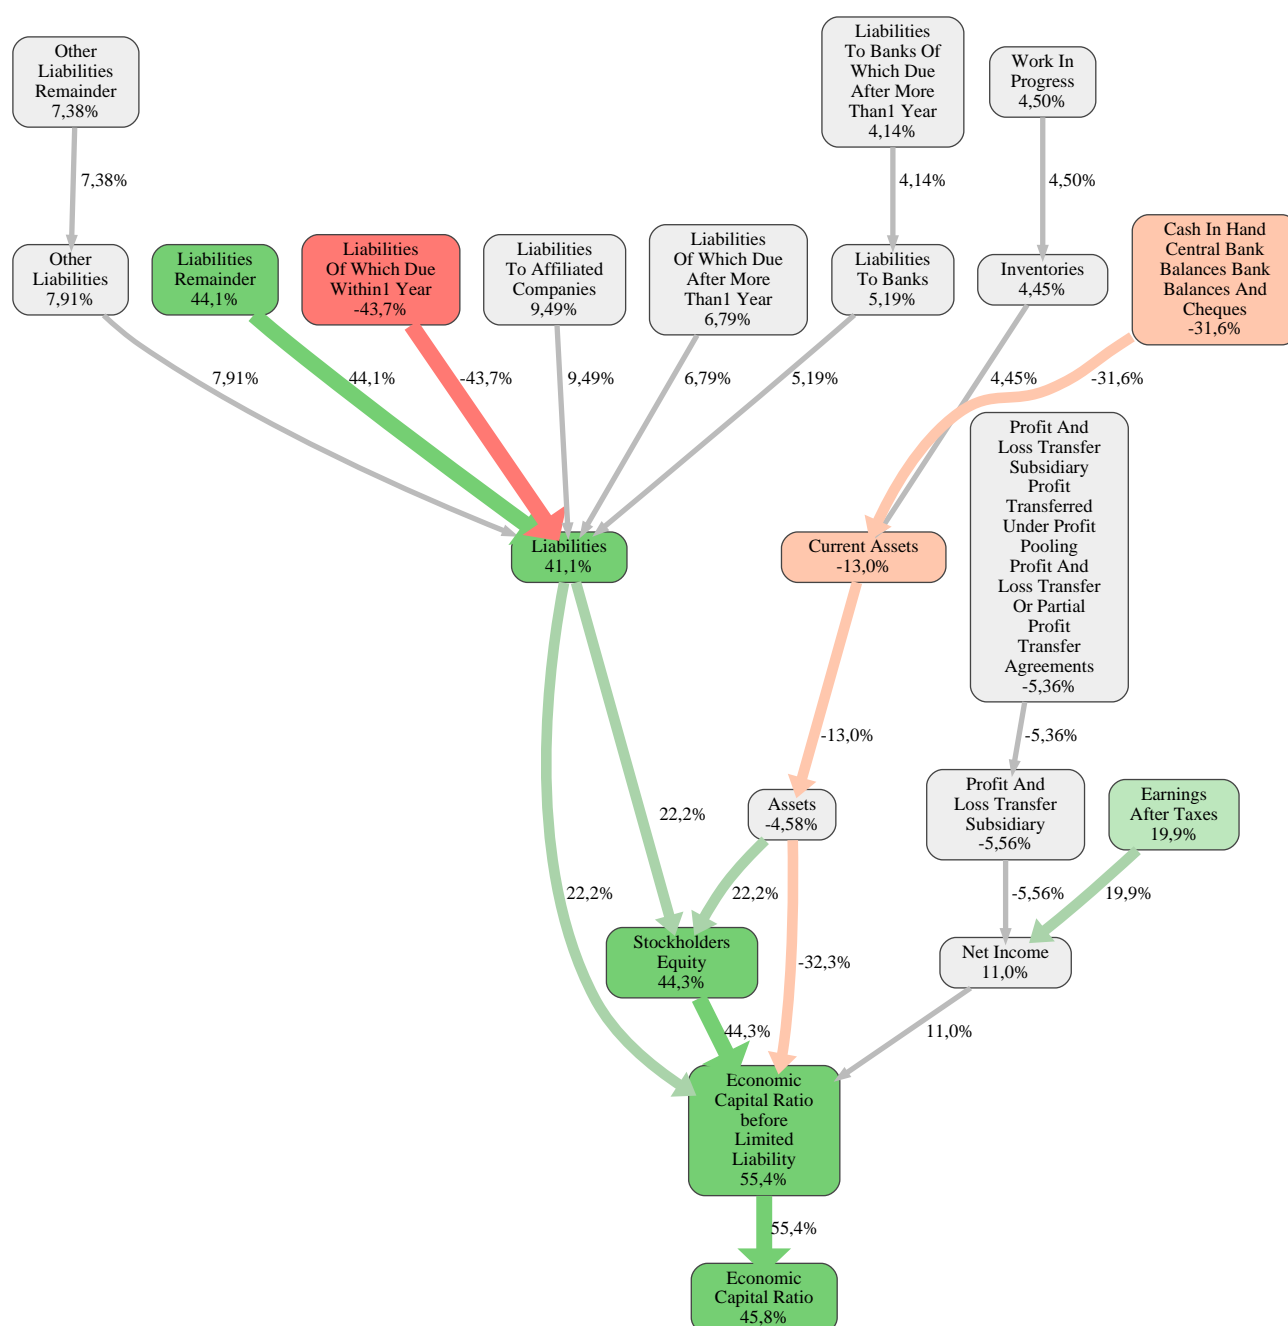 Other
Liabilities
Remainder
7,38%
Liabilities
To Banks Of
Which Due
After More
Than1 Year
4,14%
Work In
Progress
4,50%
7,38%
4,14%
4,50%
Other
Liabilities
7,91%
Liabilities
Remainder
44,1%
Liabilities
Of Which Due
Within1 Year
-43,7%
Liabilities
To Affiliated
Companies
9,49%
Liabilities
Of Which Due
After More
Than1 Year
6,79%
Liabilities
To Banks
5,19%
Inventories
4,45%
Cash In Hand
Central Bank
Balances Bank
Balances And
Cheques
-31,6%
7,91%
44,1%
-43,7%
9,49%
6,79%
5,19%
4,45%
-31,6%
Liabilities
41,1%
Current Assets
-13,0%
Profit And
Loss Transfer
Subsidiary
Profit
Transferred
Under Profit
Pooling
Profit And
Loss Transfer
Or Partial
Profit
Transfer
Agreements
-5,36%
-13,0%
-5,36%
22,2%
Assets
-4,58%
Profit And
Loss Transfer
Subsidiary
-5,56%
Earnings
After Taxes
19,9%
22,2%
22,2%
-32,3%
-5,56%
19,9%
Stockholders
Equity
44,3%
Net Income
11,0%
44,3%
11,0%
Economic
Capital Ratio
before
Limited
Liability
55,4%
55,4%
Economic
Capital Ratio
45,8%